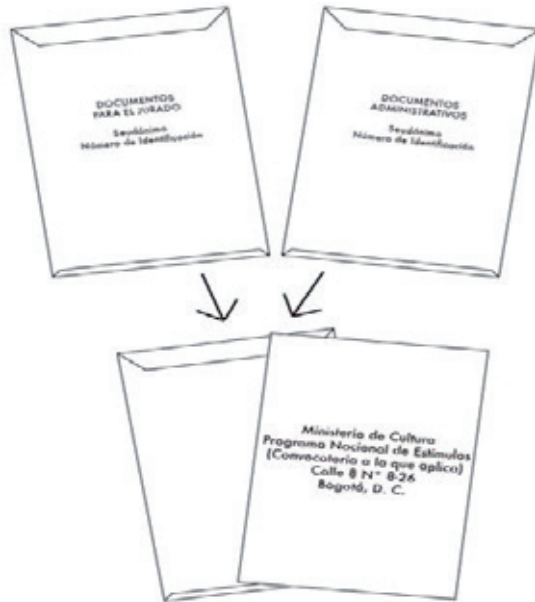 DOCUMENTOS
PARA EL JURADO
Seudónimo
Número de Identificación
DOCUMENTOS
ADMINISTRATIVOS
Seudónimo
Número de Identificación
Ministerio de Cultura
Programa Nacional de Estímulos
(Convocatoria a la que aplica)
Calle 8 N° 8-26
Bogotá, D. C.